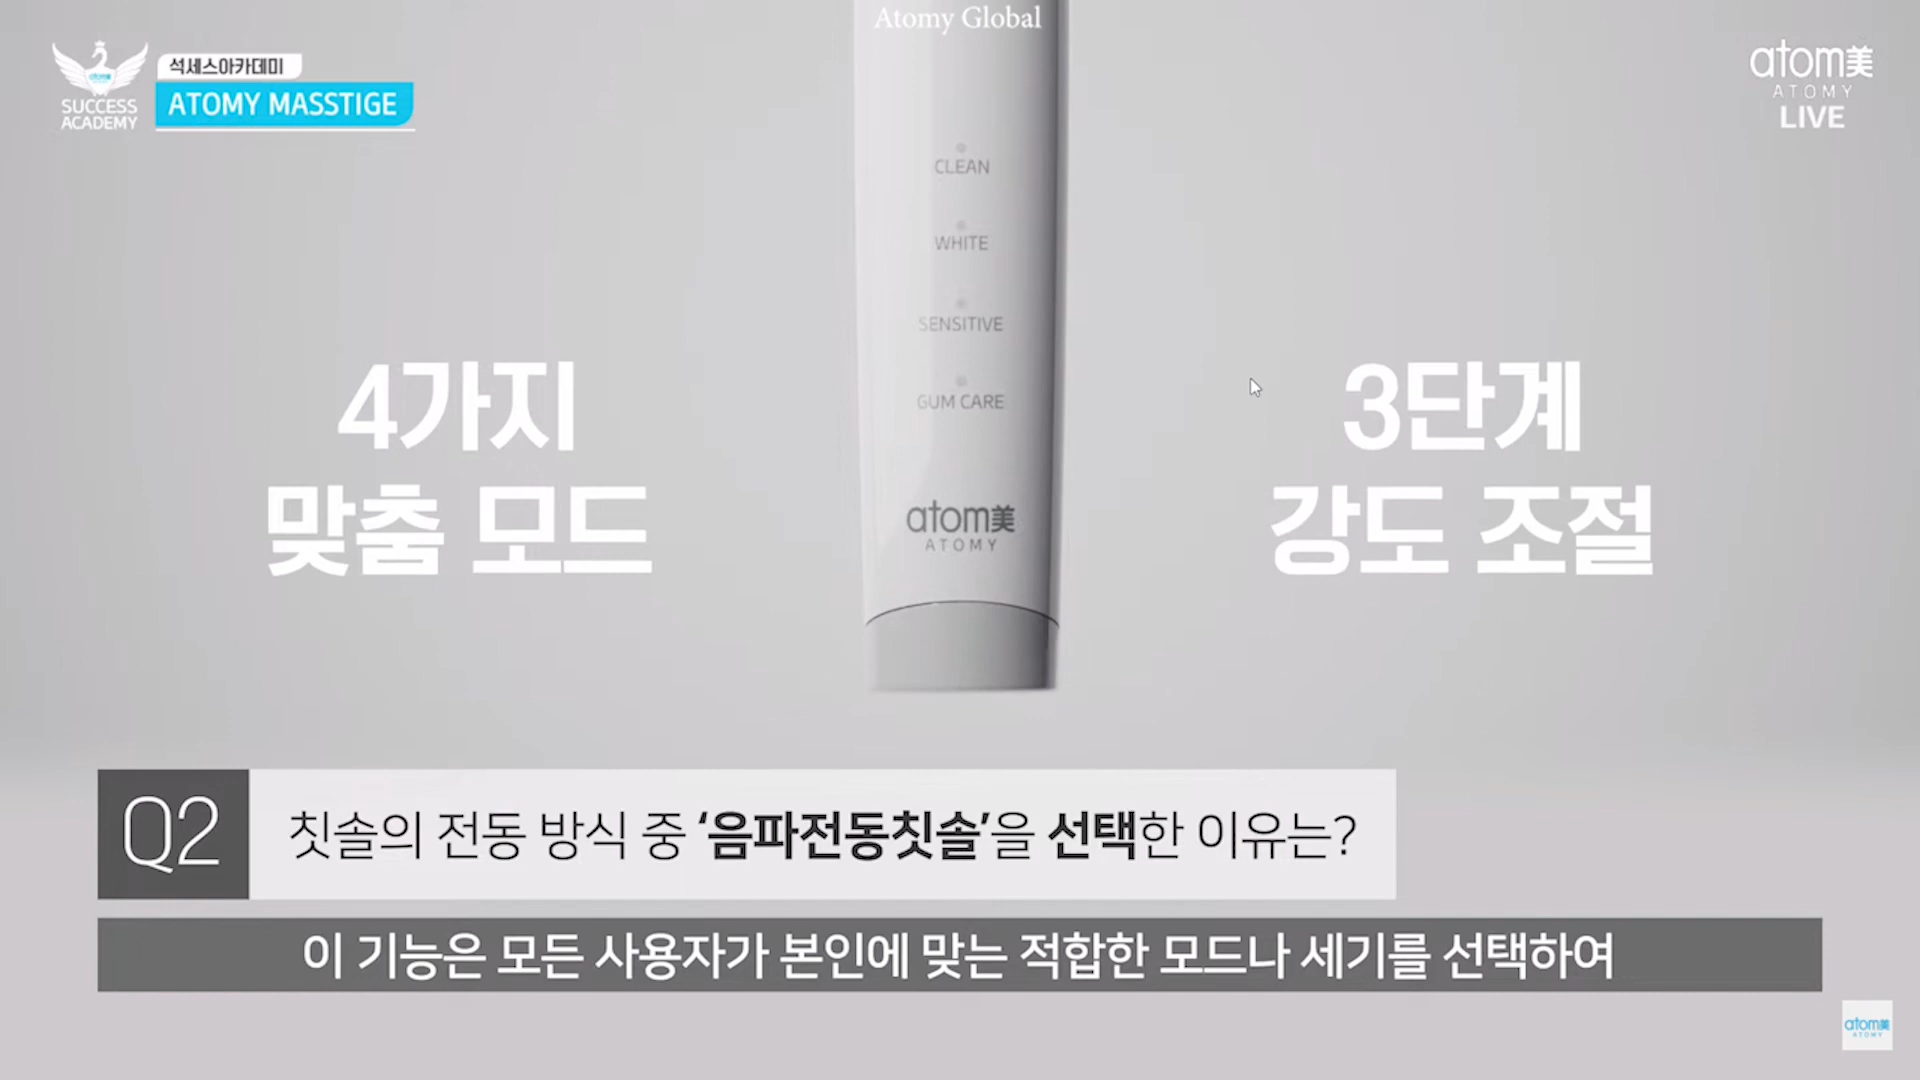 Atomy Global
석세스아카데미
ATOMY MASSTIGE
SUCCESS
ACADEMY
atom美
ATOMY
LIVE
CLEAN
WHITE
SENSITIVE
GUM CARE
atom美
ATOMY
4가지
맞춤 모드
3단계
강도 조절
Q2
칫솔의 전동 방식 중 ‘음파전동칫솔’을 선택한 이유는?
이 기능은 모든 사용자가 본인에 맞는 적합한 모드나 세기를 선택하여
atom美
ATOMY